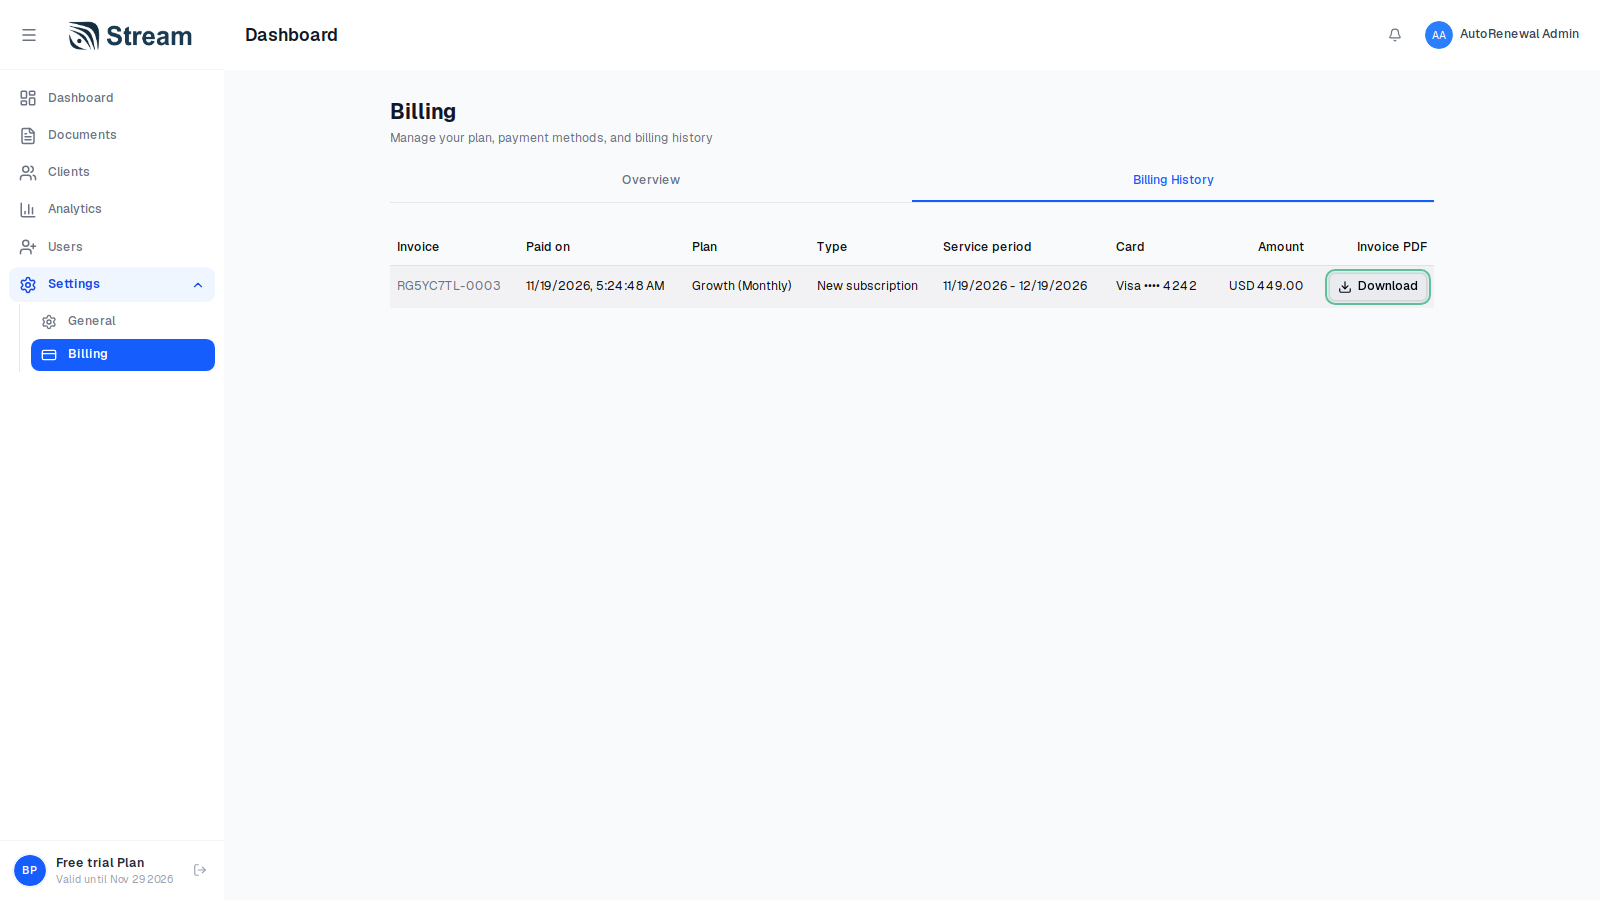 Stream
Dashboard
AA
AutoRenewal Admin
Dashboard
Documents
Clients
Analytics
Users
Settings
General
Billing
Billing
Manage your plan, payment methods, and billing history
Overview
Billing History
Invoice
Paid on
Plan
Type
Service period
Card
Amount
Invoice PDF
RG5YC7TL-0003
11/19/2026, 5:24:48 AM
Growth (Monthly)
New subscription
11/19/2026 - 12/19/2026
Visa •••• 4242
USD 449.00
Download
BP
Free trial Plan
Valid until Nov 29 2026